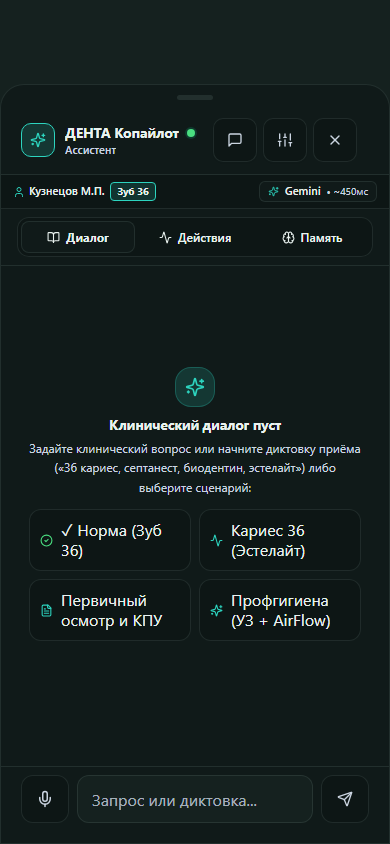 ДЕНТА Копайлот
Ассистент
Кузнецов М.П. Зуб 36 Gemini • ~450мс
Диалог Действия Память
Клинический диалог пуст
Задайте клинический вопрос или начните диктовку приёма
(«36 кариес, септанест, биодентин, эстелайт») либо
выберите сценарий:
✓ Норма (Зуб
36)
Кариес 36
(Эстелайт)
Первичный
осмотр и КПУ
Профгигиена
(УЗ + AirFlow)
Запрос или диктовка...